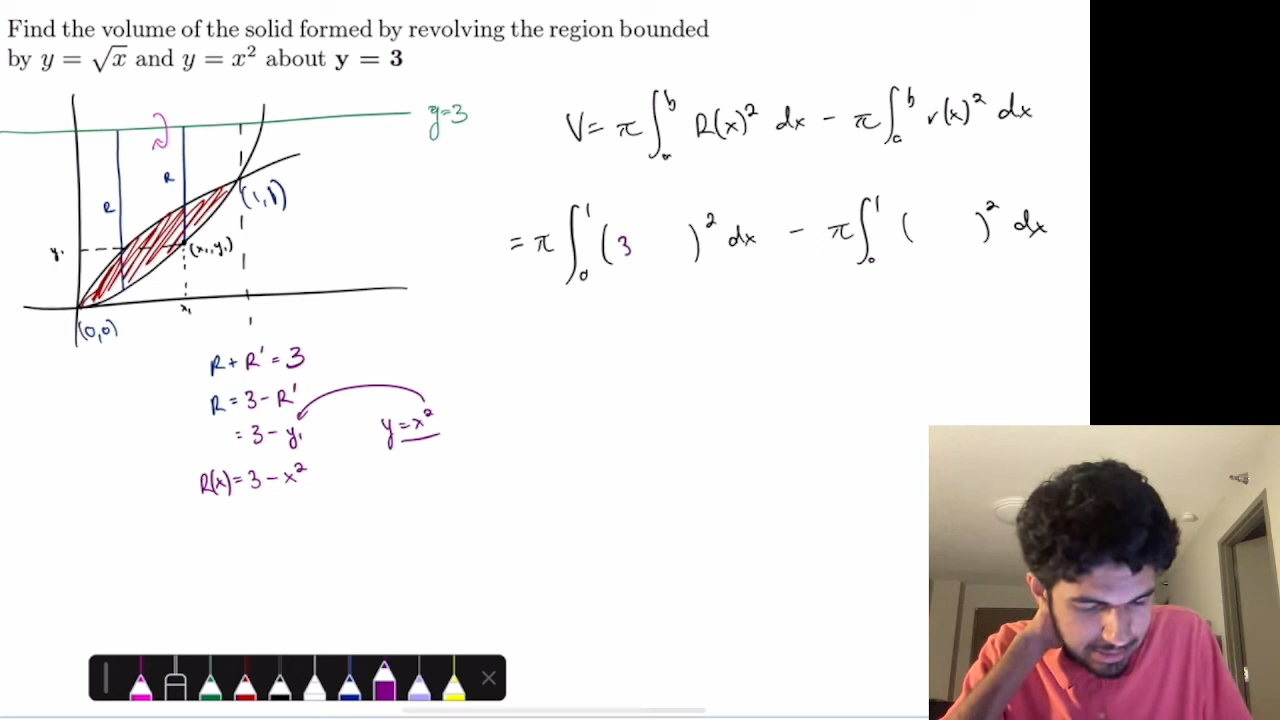 Find the volume of the solid formed by revolving the region bounded
by y = √x and y = x² about y = 3
y=3
R
R
(1,1)
y₁
(x₁,y₁)
x₁
(0,0)
V = π ∫ₐᵇ R(x)² dx − π ∫ₐᵇ r(x)² dx
= π ∫₀¹ (3 )² dx − π ∫₀¹ ( )² dx
R + R' = 3
R = 3 − R'
= 3 − y₁
y = x²
R(x) = 3 − x²